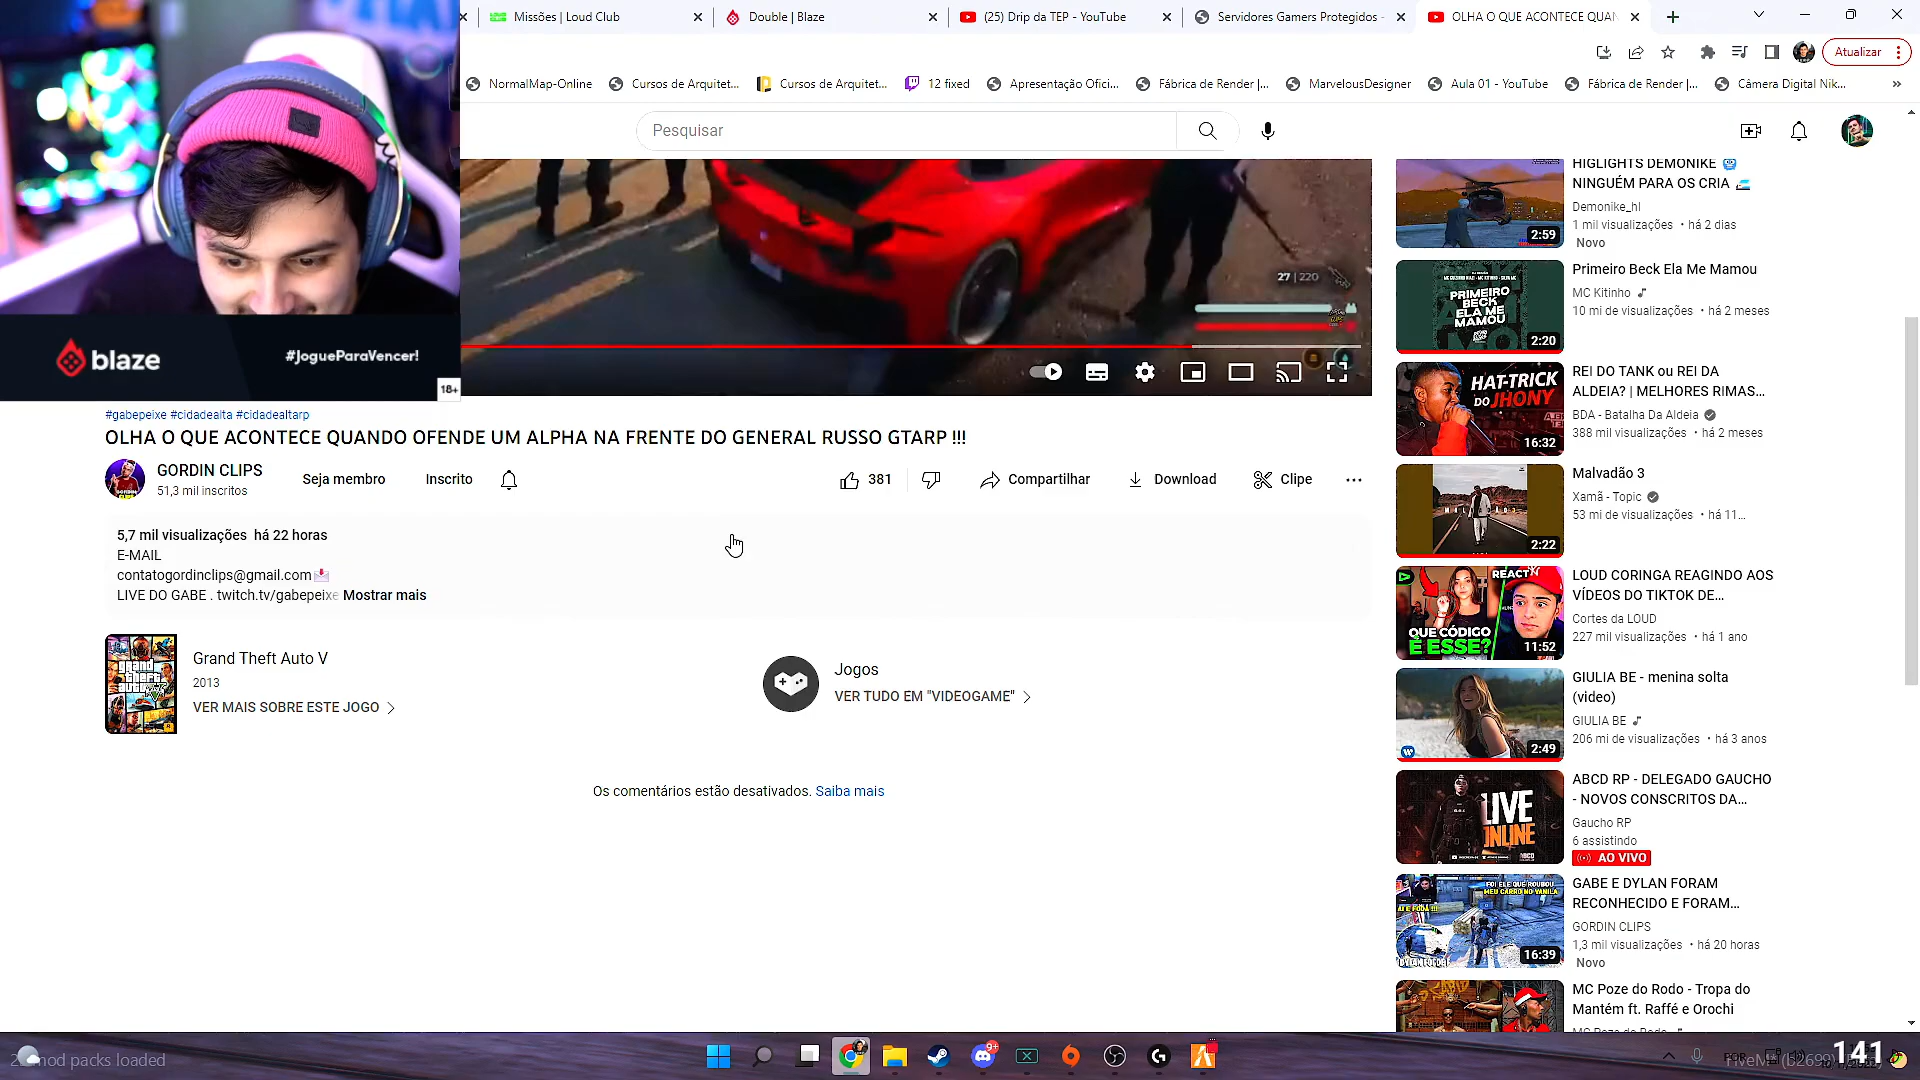 Missões | Loud Club
Double | Blaze
(25) Drip da TEP - YouTube
Servidores Gamers Protegidos -
OLHA O QUE ACONTECE QUAN
Atualizar
NormalMap-Online
Cursos de Arquitet...
Cursos de Arquitet...
12 fixed
Apresentação Ofici...
Fábrica de Render |...
MarvelousDesigner
Aula 01 - YouTube
Fábrica de Render |...
Câmera Digital Nik...
Pesquisar
27 | 220
blaze
#JogueParaVencer!
18+
#gabepeixe #cidadealta #cidadealtarp
OLHA O QUE ACONTECE QUANDO OFENDE UM ALPHA NA FRENTE DO GENERAL RUSSO GTARP !!!
GORDIN CLIPS
51,3 mil inscritos
Seja membro
Inscrito
381
Compartilhar
Download
Clipe
5,7 mil visualizações há 22 horas
E-MAIL
contatogordinclips@gmail.com
LIVE DO GABE . twitch.tv/gabepeixe Mostrar mais
Grand Theft Auto V
2013
VER MAIS SOBRE ESTE JOGO
Jogos
VER TUDO EM "VIDEOGAME"
Os comentários estão desativados. Saiba mais
HIGLIGHTS DEMONIKE
NINGUÉM PARA OS CRIA
Demonike_hl
1 mil visualizações • há 2 dias
Novo
2:59
Primeiro Beck Ela Me Mamou
MC Kitinho
10 mi de visualizações • há 2 meses
PRIMEIRO
BECK
ELA ME
MAMOU
2:20
REI DO TANK ou REI DA
ALDEIA? | MELHORES RIMAS...
BDA - Batalha Da Aldeia
388 mil visualizações • há 2 meses
HAT-TRICK
DO JHONY
16:32
Malvadão 3
Xamã - Topic
53 mi de visualizações • há 11...
2:22
LOUD CORINGA REAGINDO AOS
VÍDEOS DO TIKTOK DE...
Cortes da LOUD
227 mil visualizações • há 1 ano
REACT
QUE CÓDIGO
É ESSE?
11:52
GIULIA BE - menina solta
(video)
GIULIA BE
206 mi de visualizações • há 3 anos
2:49
ABCD RP - DELEGADO GAUCHO
- NOVOS CONSCRITOS DA...
Gaucho RP
6 assistindo
AO VIVO
LIVE
ONLINE
GABE E DYLAN FORAM
RECONHECIDO E FORAM...
GORDIN CLIPS
1,3 mil visualizações • há 20 horas
Novo
FOI ELE QUE ROUBOU
MEU CARRO NO VANILA
16:39
MC Poze do Rodo - Tropa do
Mantém ft. Raffé e Orochi
mod packs loaded
9+
141